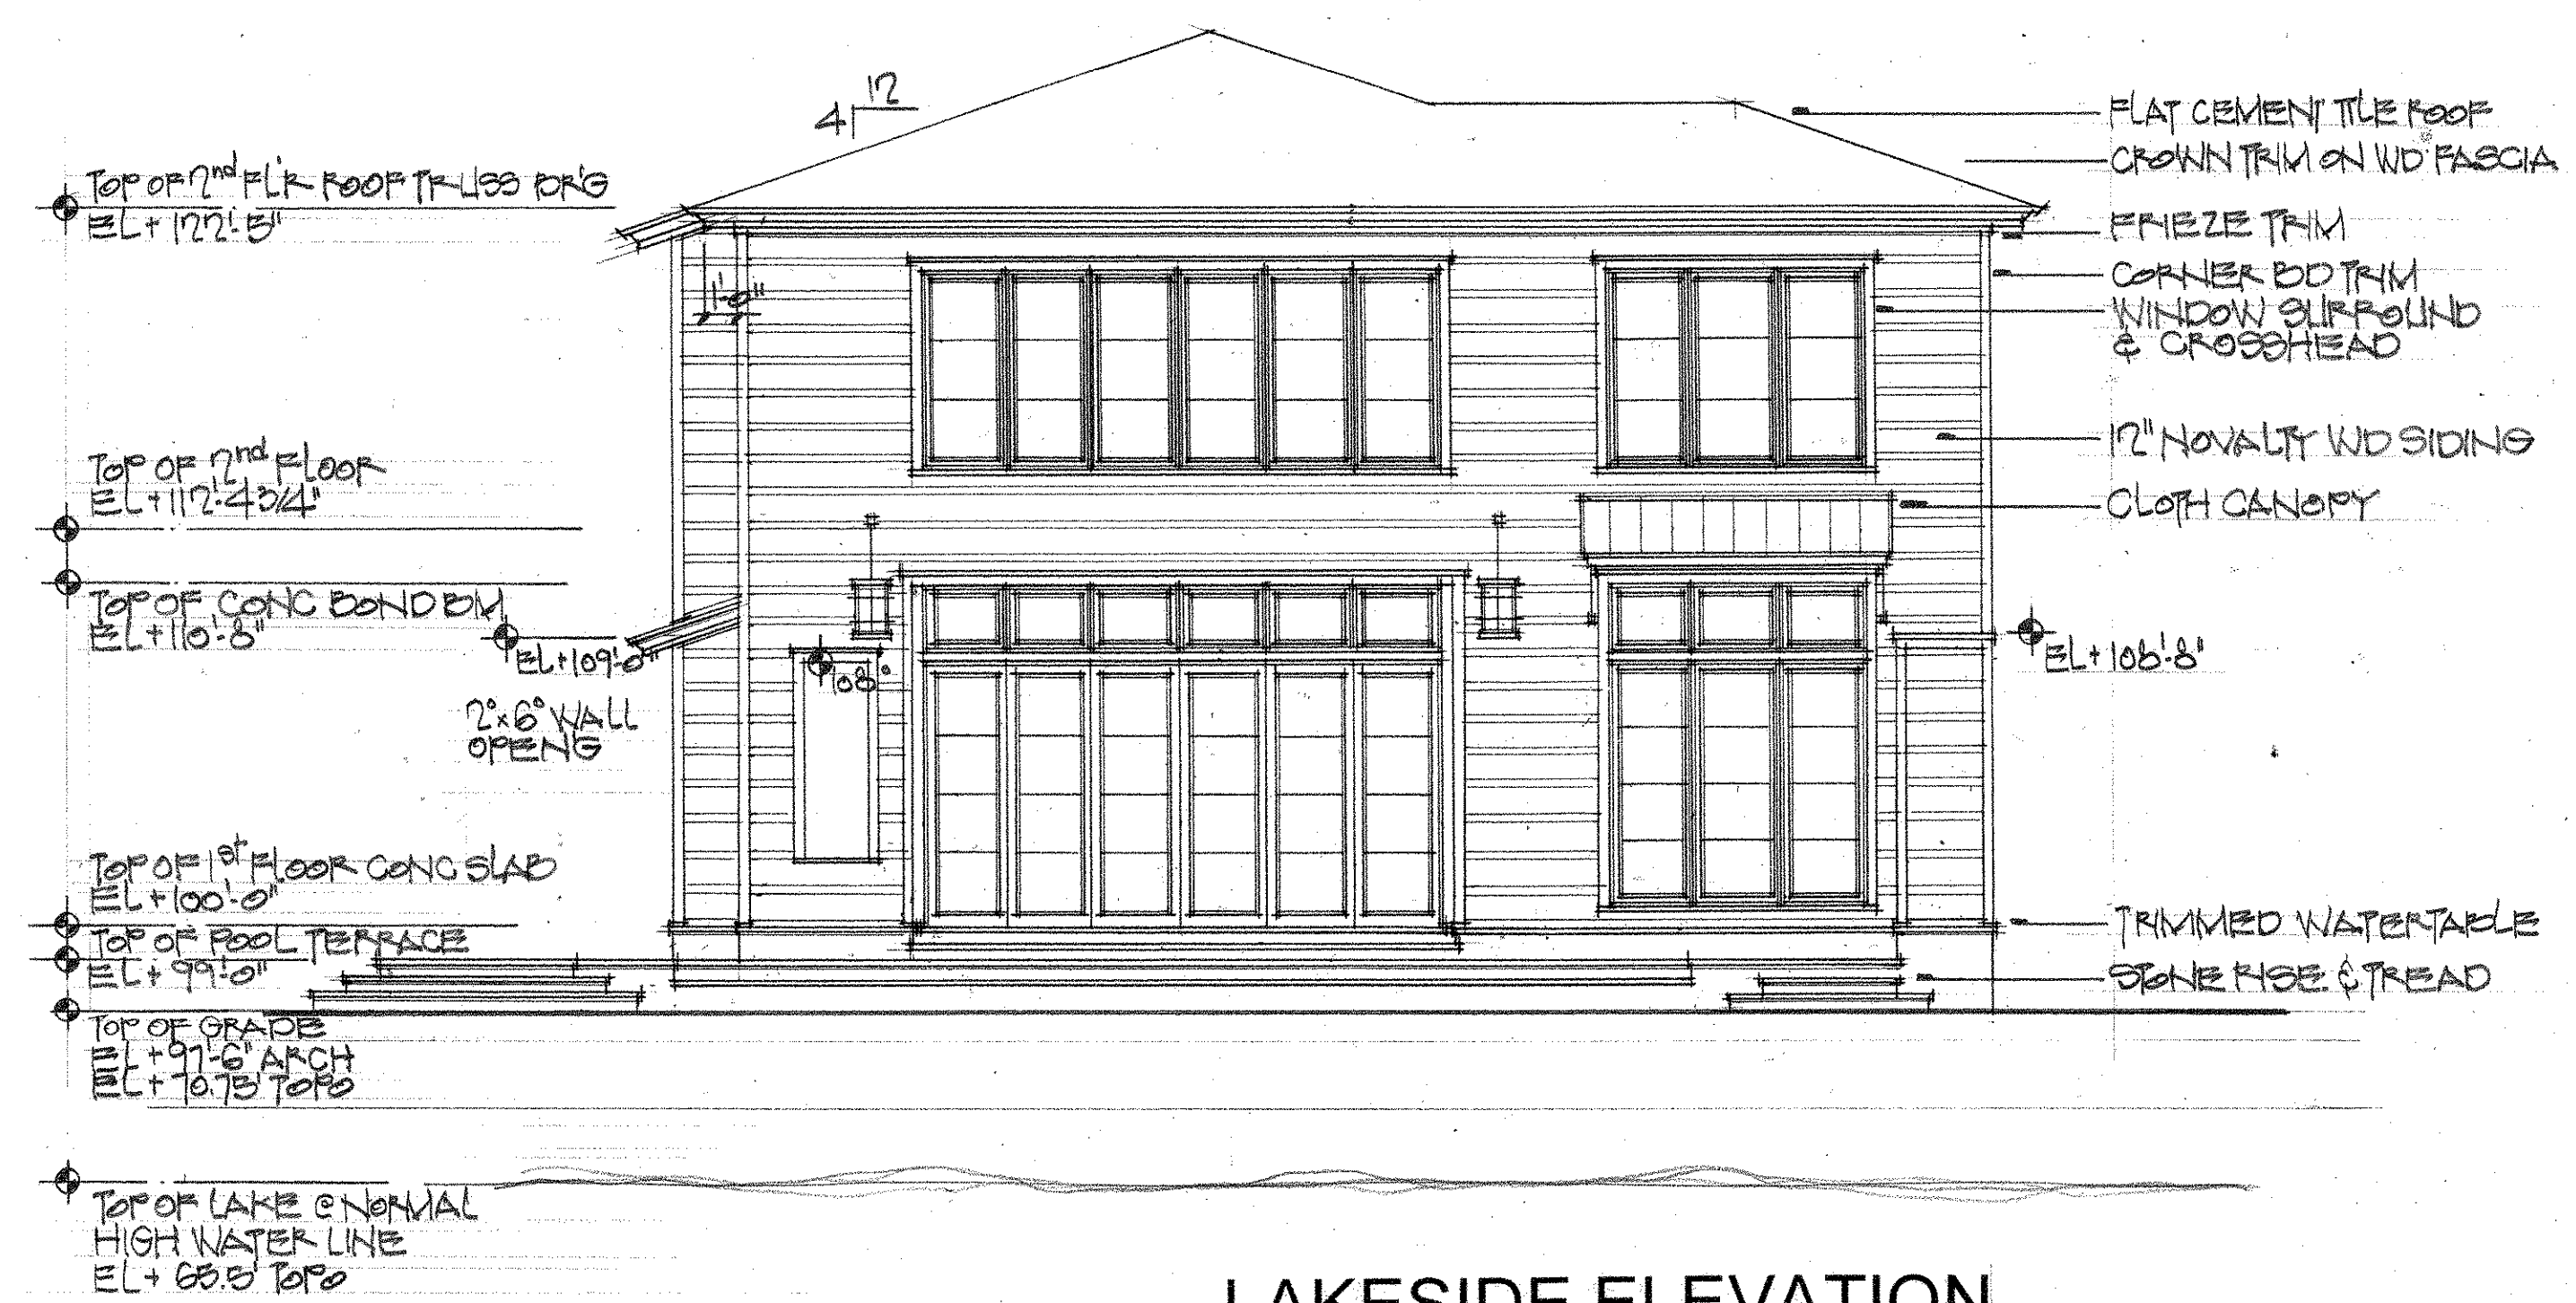 12
4
TOP OF 2nd FL'R ROOF TRUSS BR'G
EL + 122'-5"
1'-0"
TOP OF 2nd FLOOR
EL + 112'-4 3/4"
TOP OF CONC BOND BM
EL + 110'-8"
EL + 109'-0"
108°
2° x 6° WALL
OPEN'G
TOP OF 1st FLOOR CONC SLAB
EL + 100'-0"
TOP OF POOL TERRACE
EL + 99'-0"
TOP OF GRADE
EL + 97'-6" ARCH
EL + 70.75' TOPO
TOP OF LAKE @ NORMAL
HIGH WATER LINE
EL + 65.5' TOPO
FLAT CEMENT TILE ROOF
CROWN TRIM ON WD FASCIA
FRIEZE TRIM
CORNER BD TRIM
WINDOW SURROUND
& CROSSHEAD
12" NOVALTY WD SIDING
CLOTH CANOPY
EL + 108'-8"
TRIMMED WATERTABLE
STONE RISE & TREAD
LAKESIDE ELEVATION